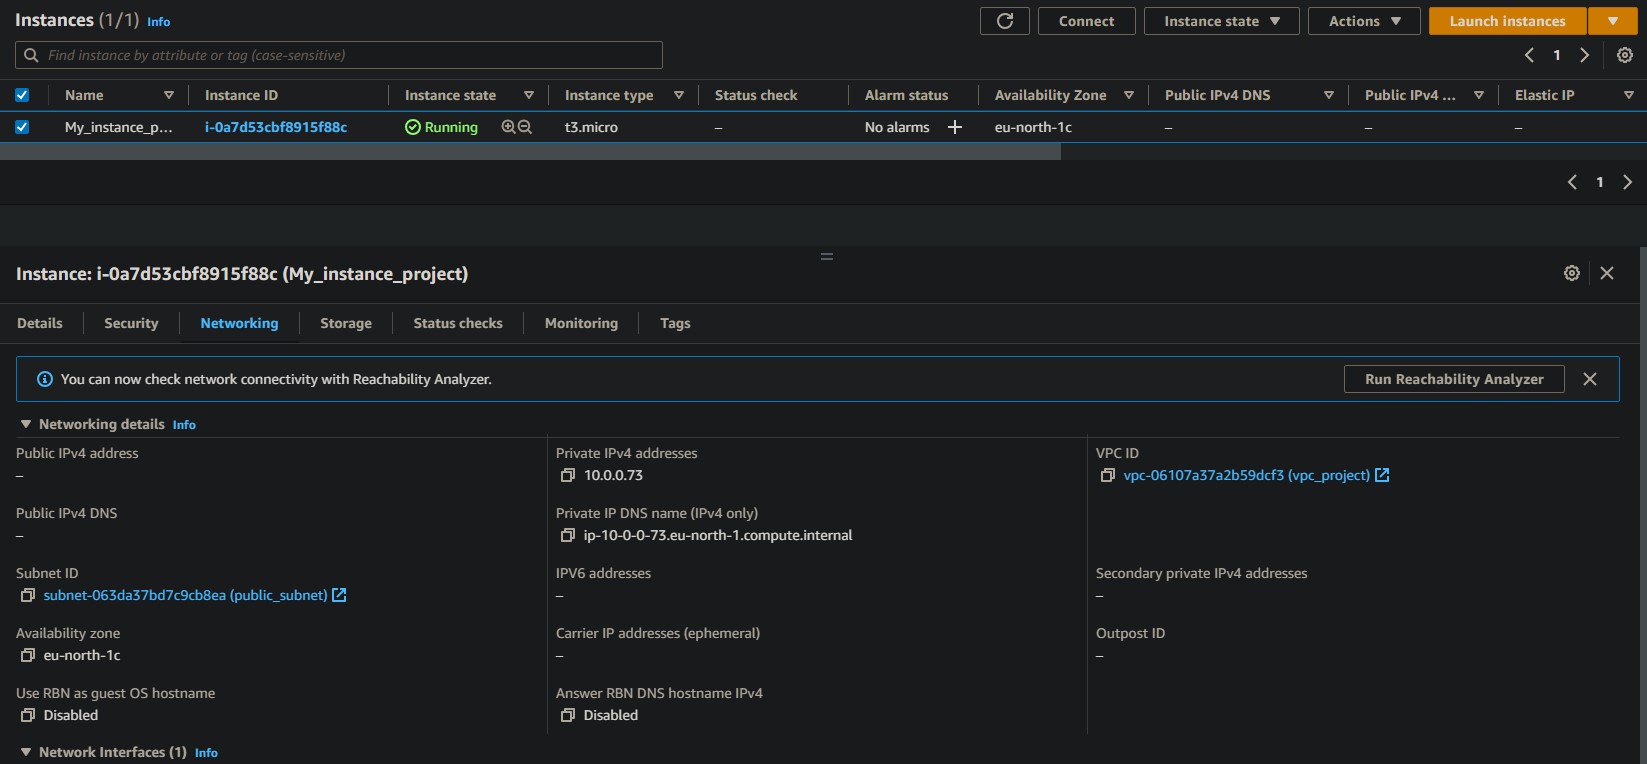 Instances (1/1) Info
Connect Instance state Actions Launch instances
Find instance by attribute or tag (case-sensitive)
1
Name Instance ID Instance state Instance type Status check Alarm status Availability Zone Public IPv4 DNS Public IPv4 ... Elastic IP
My_instance_p... i-0a7d53cbf8915f88c Running t3.micro – No alarms + eu-north-1c – – –
1
Instance: i-0a7d53cbf8915f88c (My_instance_project)
Details Security Networking Storage Status checks Monitoring Tags
You can now check network connectivity with Reachability Analyzer. Run Reachability Analyzer
Networking details Info
Public IPv4 address Private IPv4 addresses VPC ID
– 10.0.0.73 vpc-06107a37a2b59dcf3 (vpc_project)
Public IPv4 DNS Private IP DNS name (IPv4 only)
– ip-10-0-0-73.eu-north-1.compute.internal
Subnet ID IPV6 addresses Secondary private IPv4 addresses
subnet-063da37bd7c9cb8ea (public_subnet) – –
Availability zone Carrier IP addresses (ephemeral) Outpost ID
eu-north-1c – –
Use RBN as guest OS hostname Answer RBN DNS hostname IPv4
Disabled Disabled
Network Interfaces (1) Info